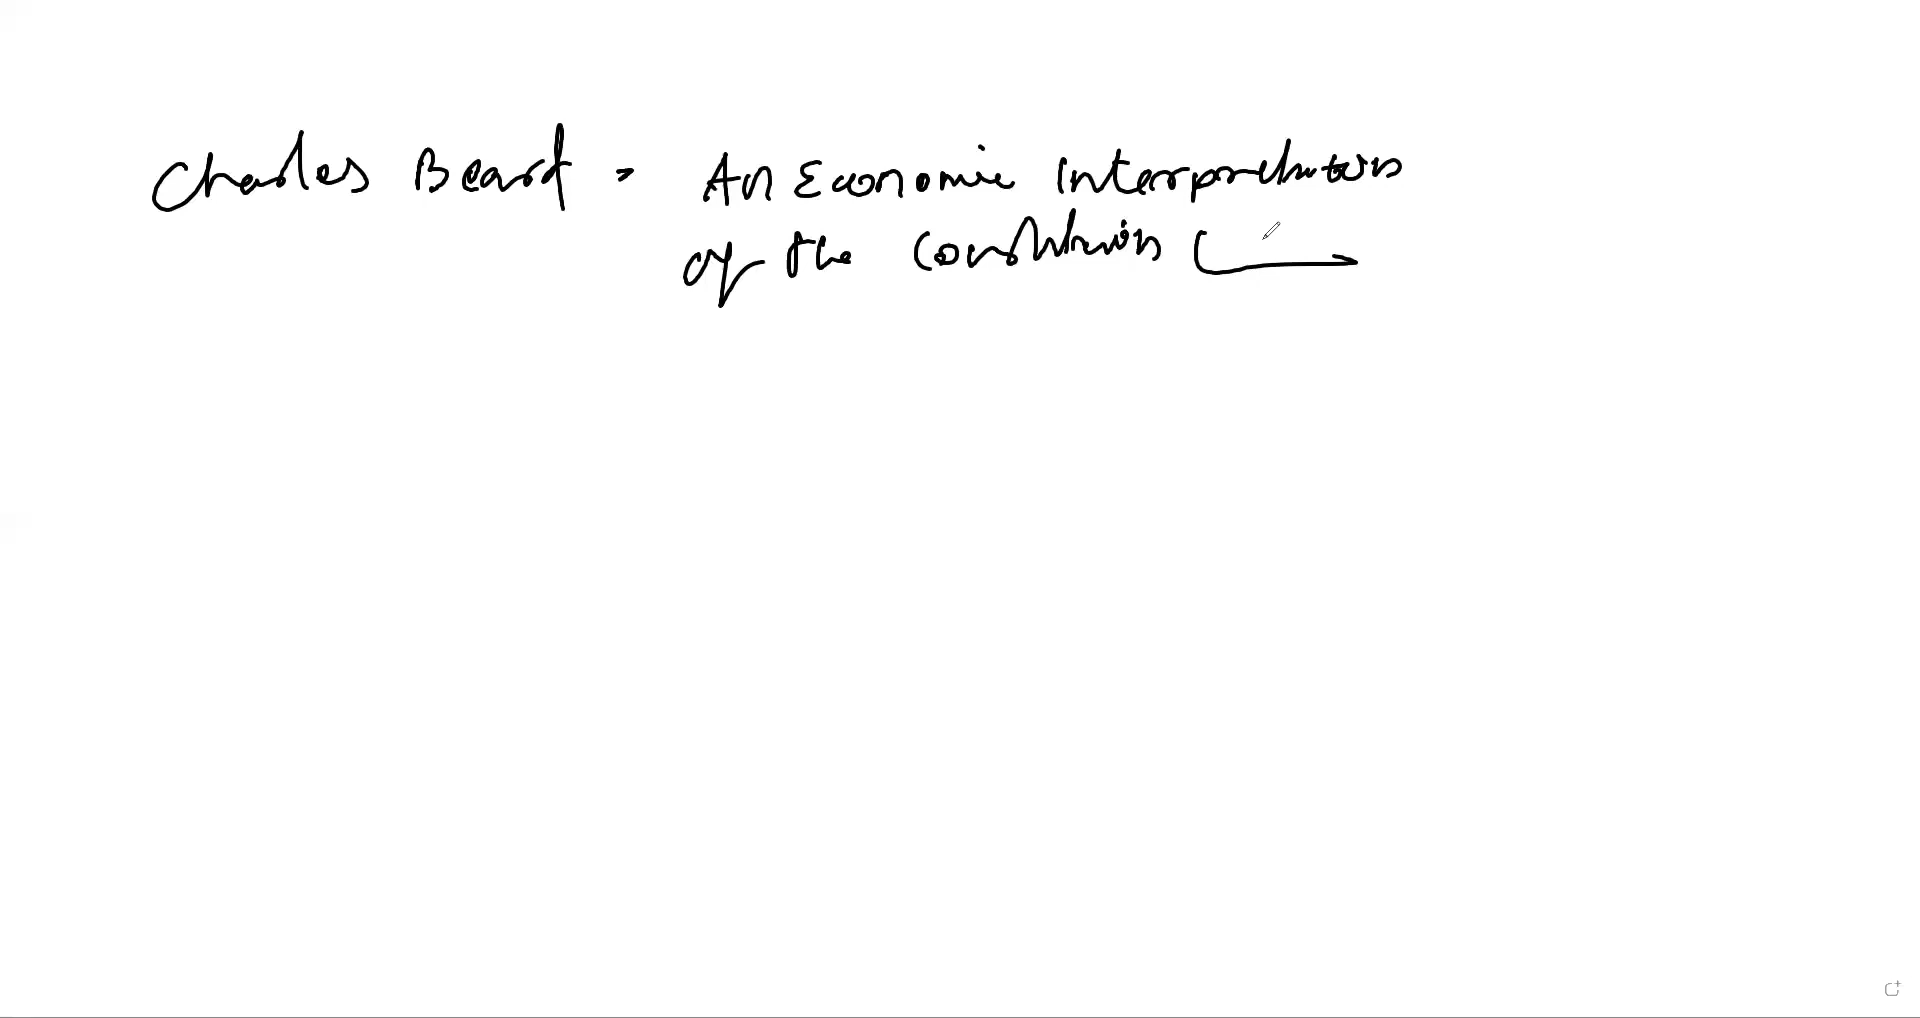 Charles Beard - An Economic Interpretation
of the Constitution